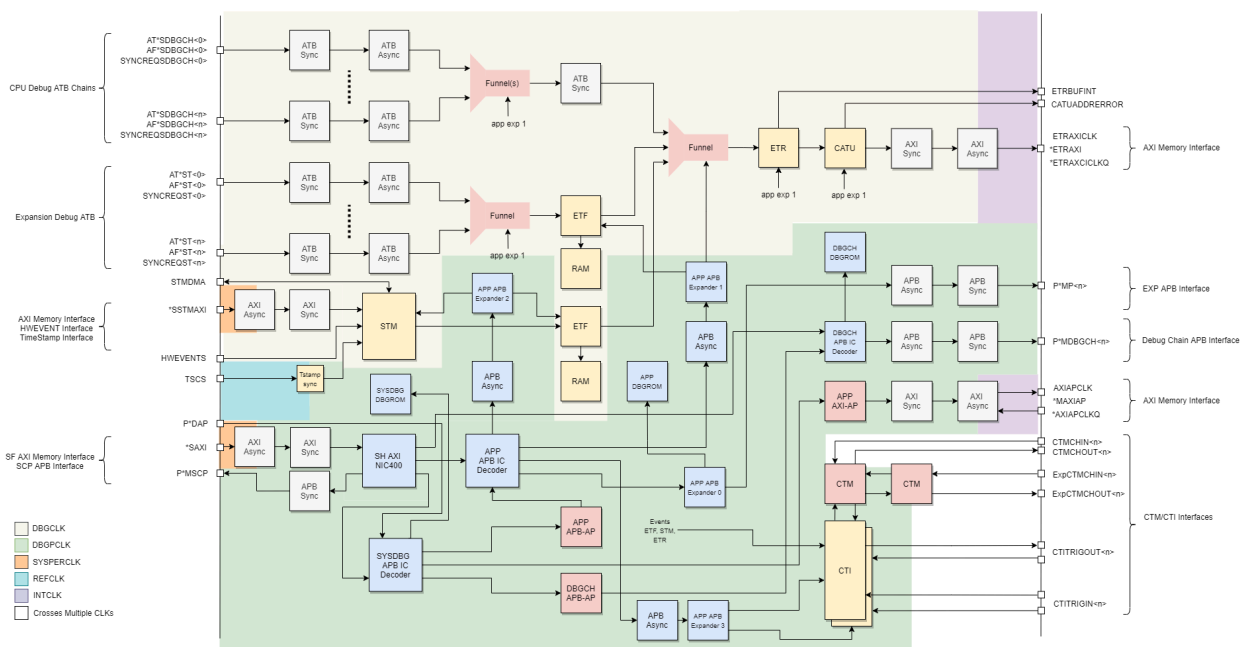 CPU Debug ATB Chains
AT*SDBGCH<0>
AF*SDBGCH<0>
SYNCREQSDBGCH<0>
AT*SDBGCH<n>
AF*SDBGCH<n>
SYNCREQSDBGCH<n>
ATB
Sync
ATB
Async
ATB
Sync
ATB
Async
Funnel(s)
app exp 1
ATB
Sync
Funnel
ETR
app exp 1
CATU
app exp 1
AXI
Sync
AXI
Async
ETRBUFINT
CATUADDRERROR
ETRAXICLK
*ETRAXI
*ETRAXCICLKQ
AXI Memory Interface
Expansion Debug ATB
AT*ST<0>
AF*ST<0>
SYNCREQST<0>
AT*ST<n>
AF*ST<n>
SYNCREQST<n>
ATB
Sync
ATB
Async
ATB
Sync
ATB
Async
Funnel
app exp 1
ETF
RAM
STMDMA
AXI Memory Interface
HWEVENT Interface
TimeStamp Interface
*SSTMAXI
HWEVENTS
TSCS
AXI
Async
AXI
Sync
STM
Tstamp
sync
APP APB
Expander 2
ETF
RAM
APP APB
Expander 1
APB
Async
APB
Async
SYSDBG
DBGROM
APP
DBGROM
DBGCH
DBGROM
DBGCH
APB IC
Decoder
APB
Async
APB
Sync
P*MP<n>
EXP APB Interface
APB
Async
APB
Sync
P*MDBGCH<n>
Debug Chain APB Interface
APP
AXI-AP
AXI
Sync
AXI
Async
AXIAPCLK
*MAXIAP
*AXIAPCLKQ
AXI Memory Interface
SF AXI Memory Interface
SCP APB Interface
P*DAP
*SAXI
P*MSCP
AXI
Async
AXI
Sync
APB
Sync
SH AXI
NIC400
APP
APB IC
Decoder
APP APB
Expander 0
APP
APB-AP
SYSDBG
APB IC
Decoder
DBGCH
APB-AP
Events
ETF, STM,
ETR
APB
Async
APP APB
Expander 3
CTM
CTM
CTI
CTMCHIN<n>
CTMCHOUT<n>
ExpCTMCHIN<n>
ExpCTMCHOUT<n>
CTITRIGOUT<n>
CTITRIGIN<n>
CTM/CTI Interfaces
DBGCLK
DBGPCLK
SYSPERCLK
REFCLK
INTCLK
Crosses Multiple CLKs